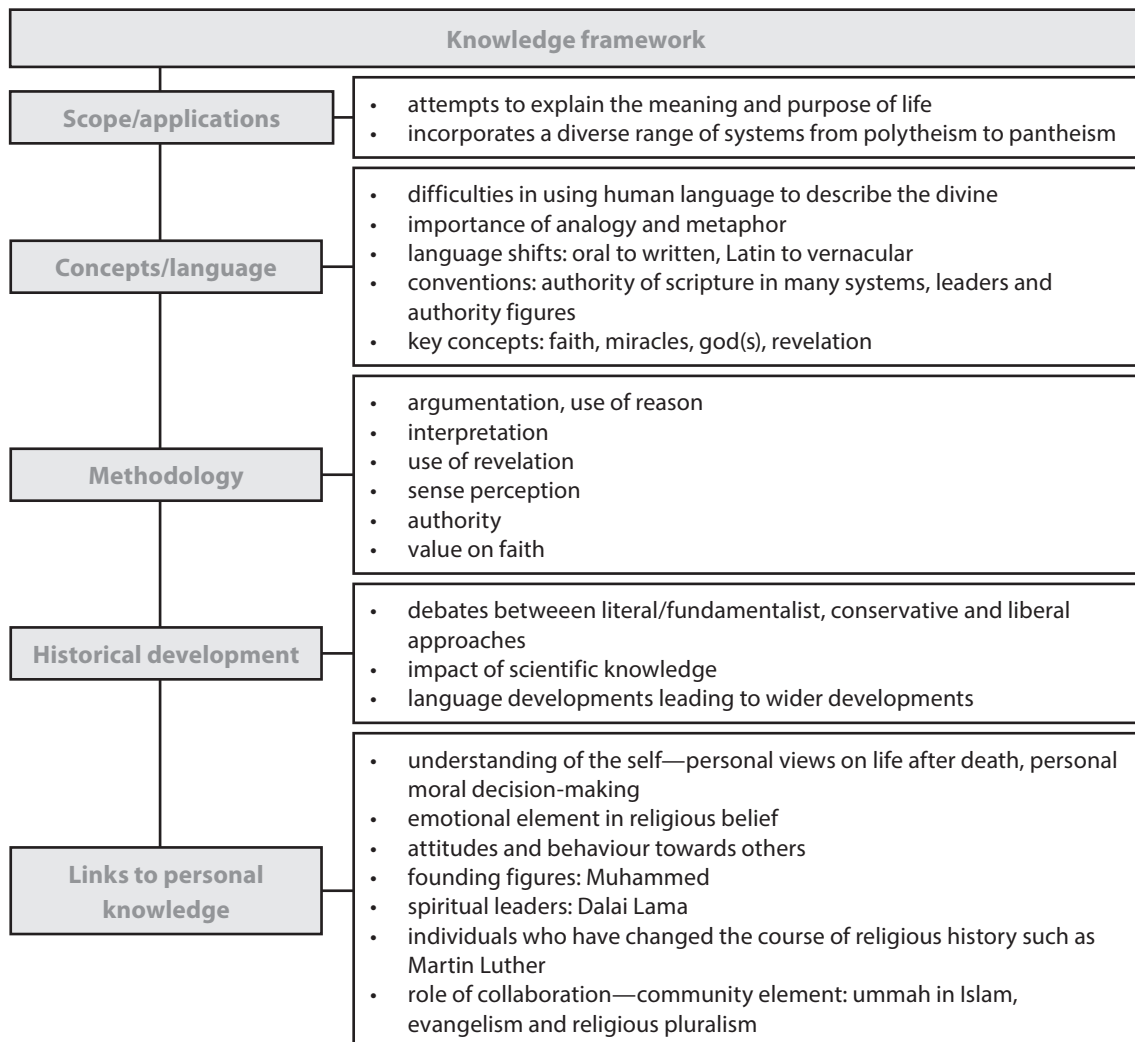 Knowledge framework
Scope/applications
• attempts to explain the meaning and purpose of life
• incorporates a diverse range of systems from polytheism to pantheism
Concepts/language
• difficulties in using human language to describe the divine
• importance of analogy and metaphor
• language shifts: oral to written, Latin to vernacular
• conventions: authority of scripture in many systems, leaders and
authority figures
• key concepts: faith, miracles, god(s), revelation
Methodology
• argumentation, use of reason
• interpretation
• use of revelation
• sense perception
• authority
• value on faith
Historical development
• debates betweeen literal/fundamentalist, conservative and liberal
approaches
• impact of scientific knowledge
• language developments leading to wider developments
Links to personal
knowledge
• understanding of the self—personal views on life after death, personal
moral decision-making
• emotional element in religious belief
• attitudes and behaviour towards others
• founding figures: Muhammed
• spiritual leaders: Dalai Lama
• individuals who have changed the course of religious history such as
Martin Luther
• role of collaboration—community element: ummah in Islam,
evangelism and religious pluralism